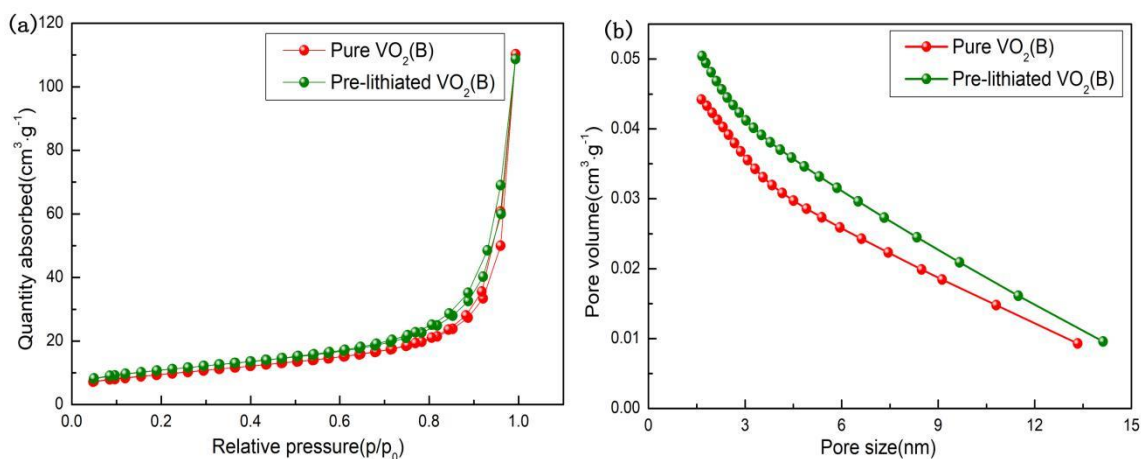 (a)
120
100
80
60
40
20
0
Quantity absorbed(cm³·g⁻¹)
Pure VO₂(B)
Pre-lithiated VO₂(B)
0.0 0.2 0.4 0.6 0.8 1.0
Relative pressure(p/p₀)
(b)
0.05
0.04
0.03
0.02
0.01
0.00
Pore volume(cm³·g⁻¹)
Pure VO₂(B)
Pre-lithiated VO₂(B)
0 3 6 9 12 15
Pore size(nm)